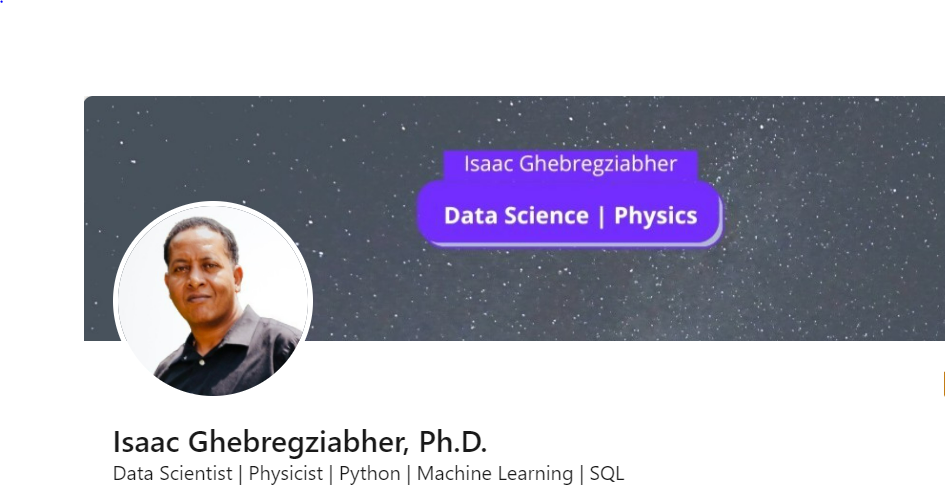 Isaac Ghebregziabher
Data Science | Physics
Isaac Ghebregziabher, Ph.D.
Data Scientist | Physicist | Python | Machine Learning | SQL